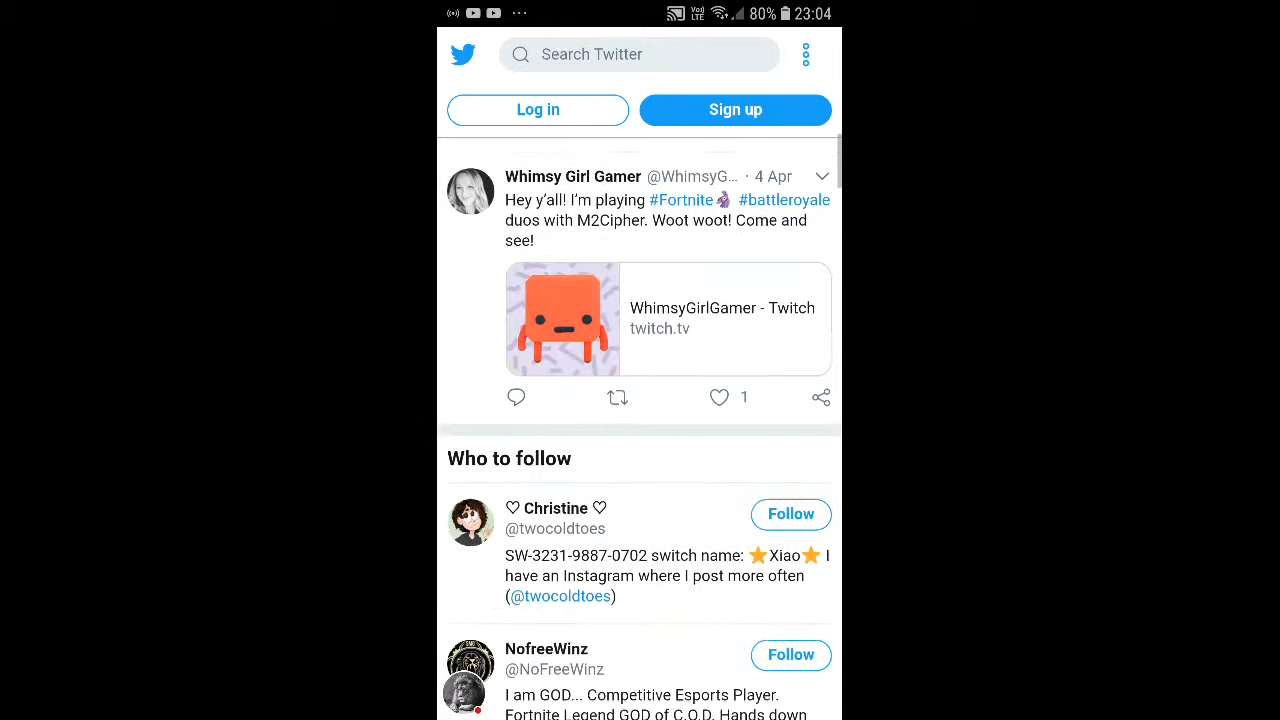 Vo)) LTE 80% 23:04
Search Twitter
Log in Sign up
Whimsy Girl Gamer @WhimsyG... · 4 Apr
Hey y'all! I'm playing #Fortnite #battleroyale
duos with M2Cipher. Woot woot! Come and
see!
WhimsyGirlGamer - Twitch
twitch.tv
1
Who to follow
♡ Christine ♡
Follow
@twocoldtoes
SW-3231-9887-0702 switch name: ⭐Xiao⭐ I
have an Instagram where I post more often
(@twocoldtoes)
NofreeWinz
Follow
@NoFreeWinz
I am GOD... Competitive Esports Player.
Fortnite Legend GOD of C.O.D. Hands down